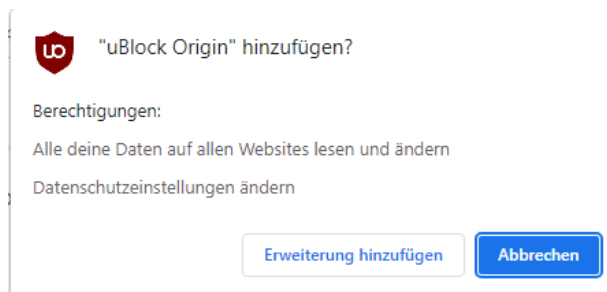 "uBlock Origin" hinzufügen?
Berechtigungen:
Alle deine Daten auf allen Websites lesen und ändern
Datenschutzeinstellungen ändern
Erweiterung hinzufügen
Abbrechen